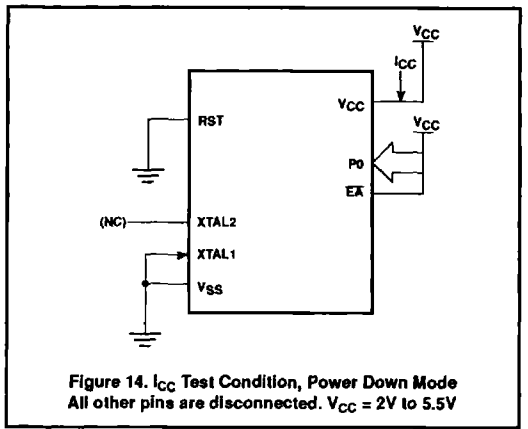 VCC
ICC
VCC
RST
VCC
P0
EA
(NC)
XTAL2
XTAL1
VSS
Figure 14. ICC Test Condition, Power Down Mode
All other pins are disconnected. VCC = 2V to 5.5V